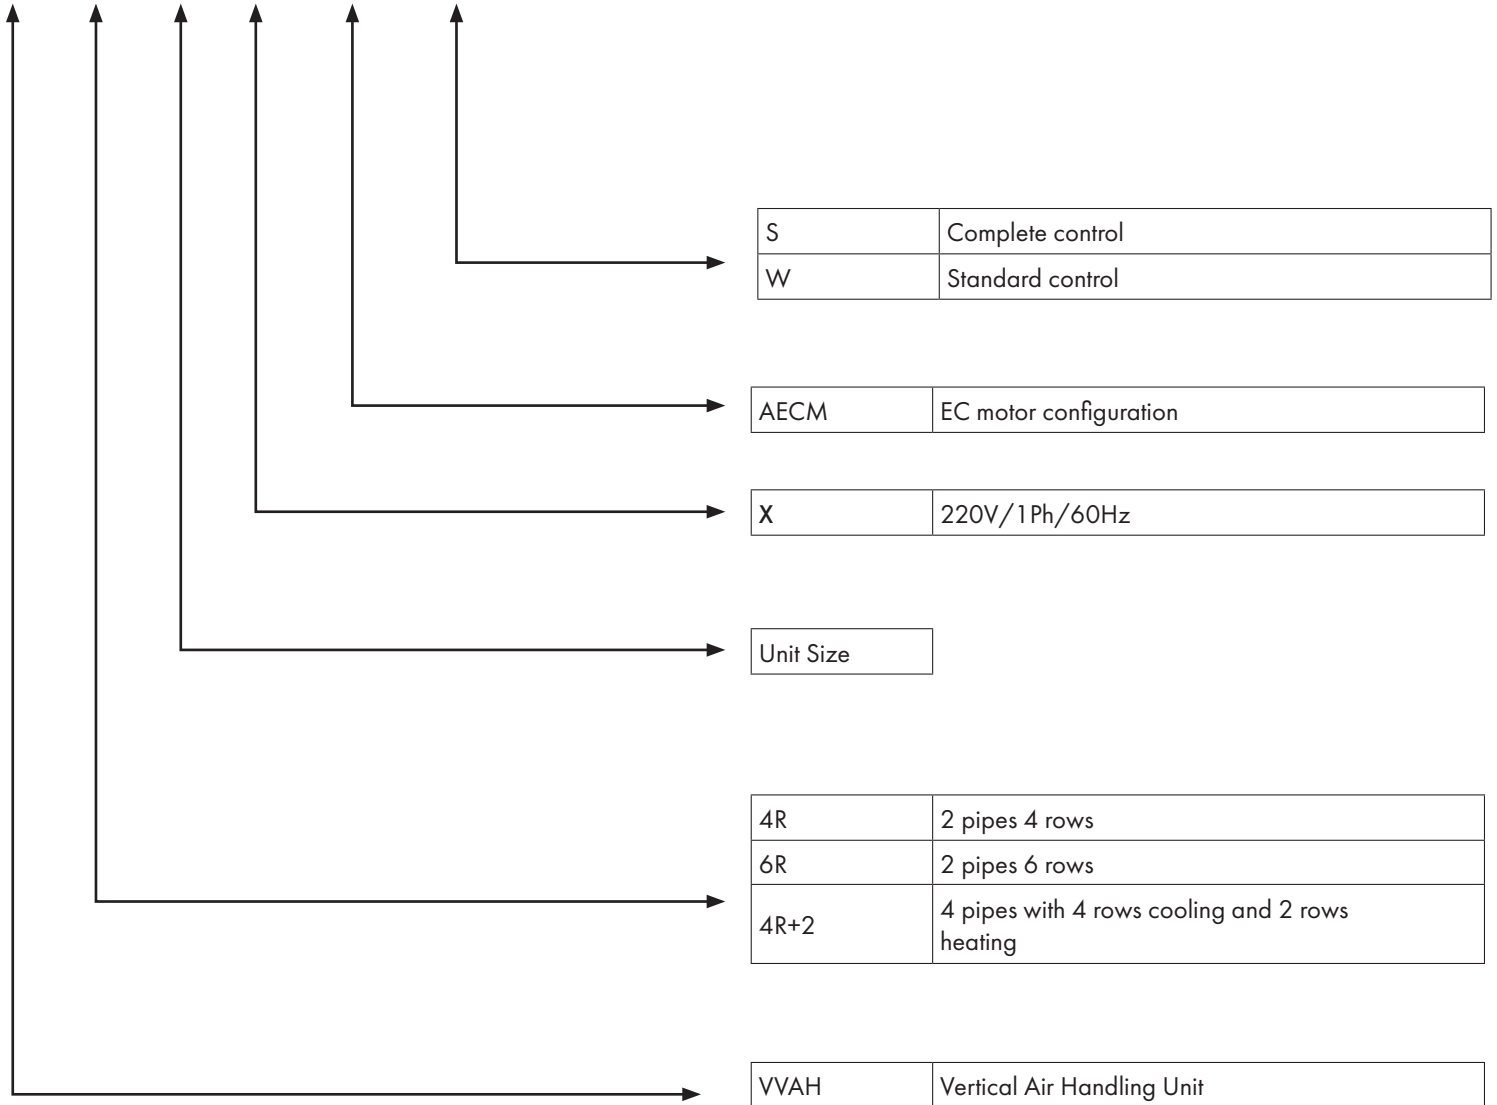 S Complete control
W Standard control
AECM EC motor configuration
X 220V/1Ph/60Hz
Unit Size
4R 2 pipes 4 rows
6R 2 pipes 6 rows
4R+2 4 pipes with 4 rows cooling and 2 rows
heating
VVAH Vertical Air Handling Unit